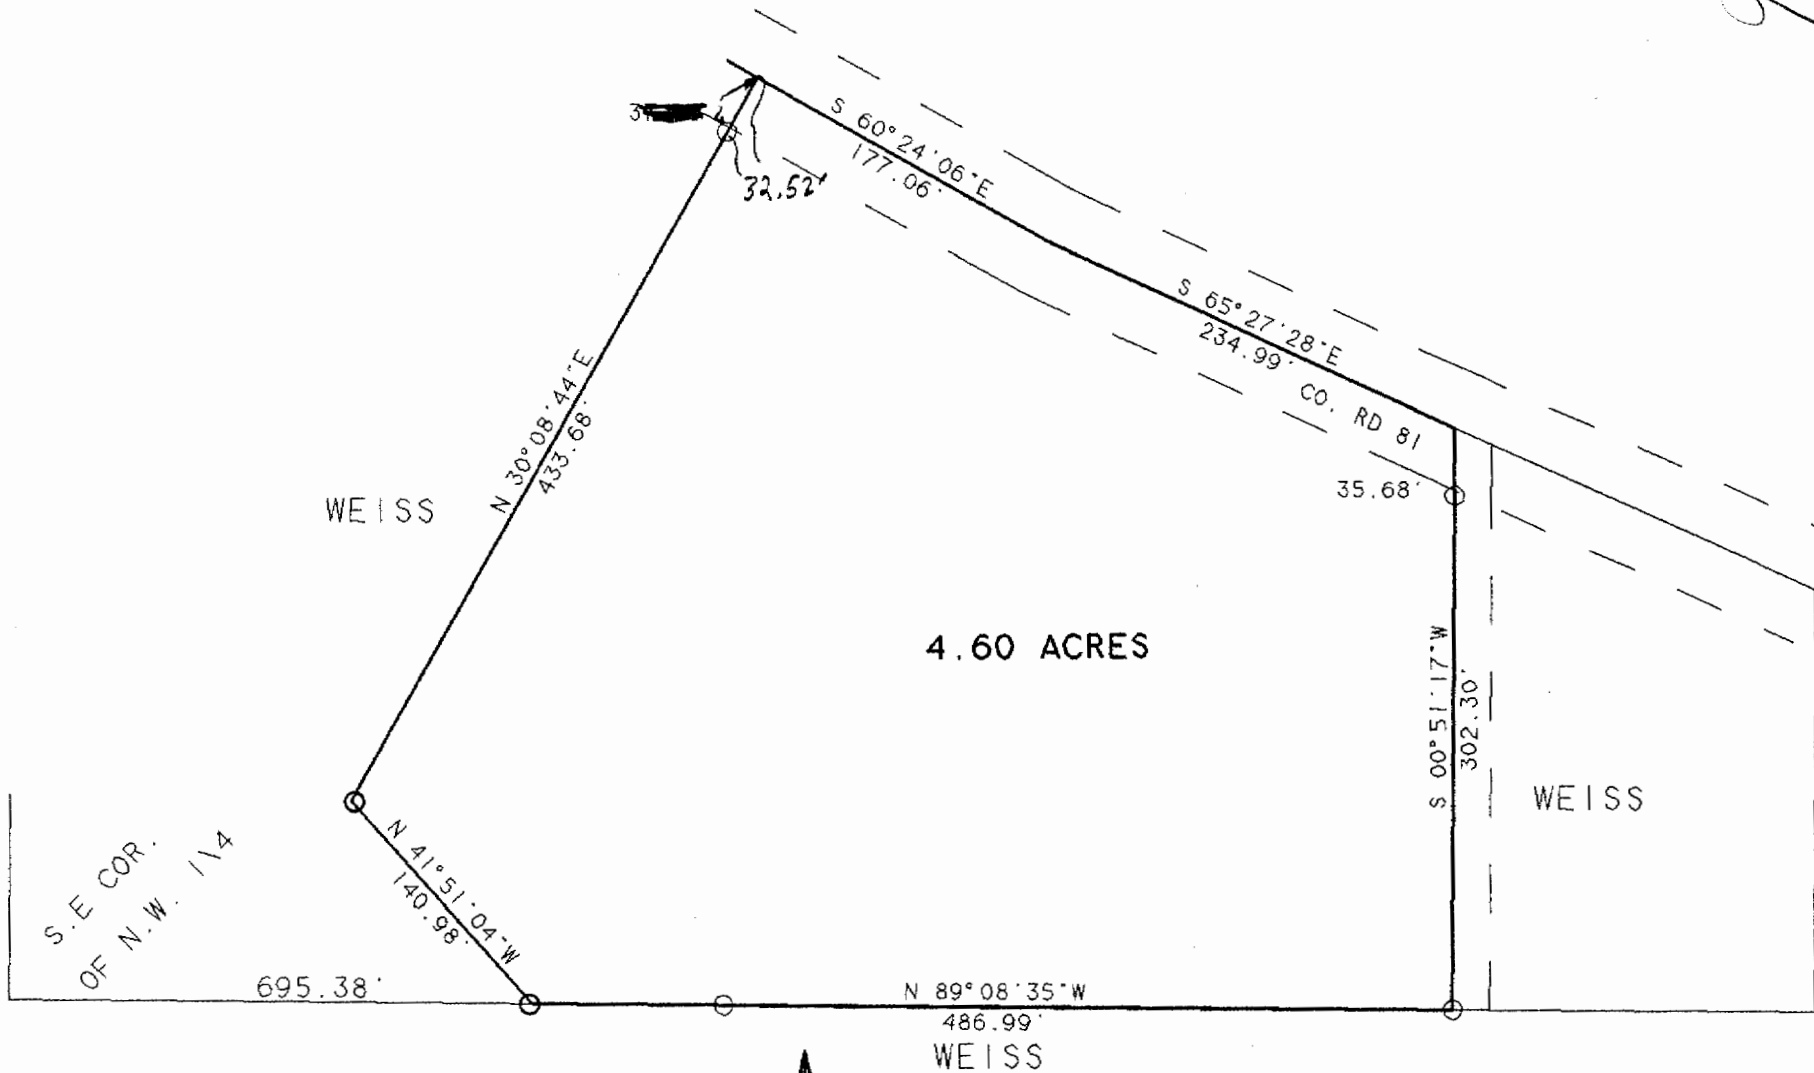 S 60°24'06"E
177.06'
32.52'
S 65°27'28"E
234.99'
CO. RD 81
N 30°08'44"E
433.68'
WEISS
35.68'
4.60 ACRES
S 00°51'17"W
302.30'
WEISS
S.E COR.
OF N.W. 1\4
N 41°51'04"W
140.98'
695.38'
N 89°08'35"W
486.99'
WEISS